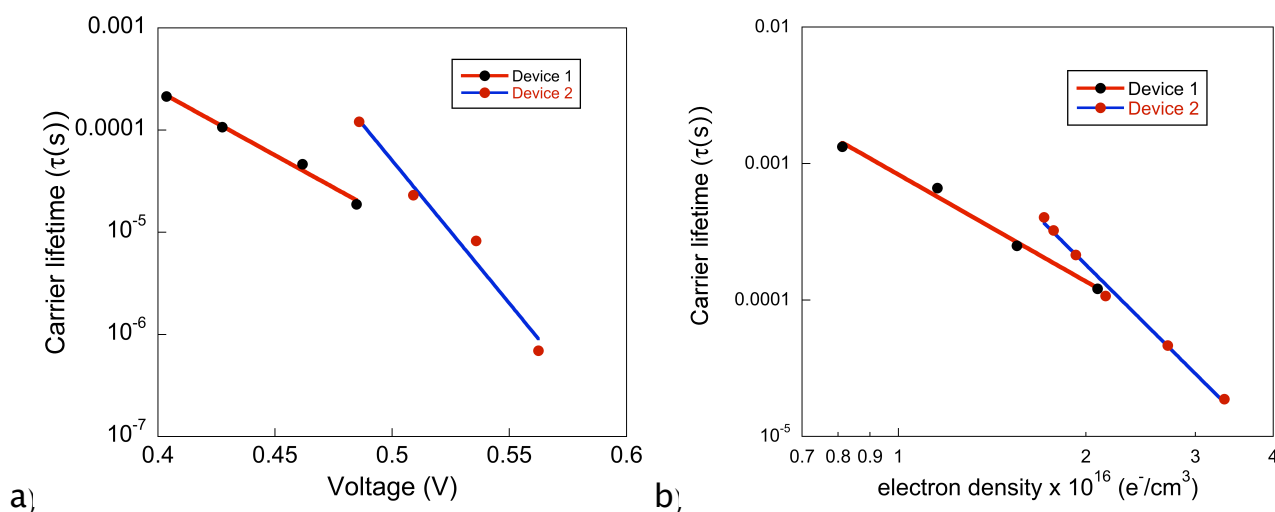 0.001
0.0001
10⁻⁵
10⁻⁶
10⁻⁷
0.4
0.45
0.5
0.55
0.6
Carrier lifetime (τ(s))
Voltage (V)
Device 1
Device 2
a)
0.01
0.001
0.0001
10⁻⁵
0.7
0.8
0.9
1
2
3
4
Carrier lifetime (τ(s))
electron density x 10¹⁶ (e⁻/cm³)
Device 1
Device 2
b)